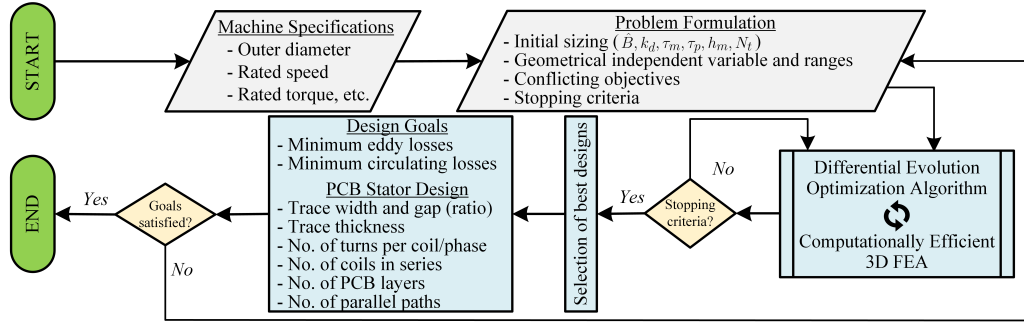 START
Machine Specifications
- Outer diameter
- Rated speed
- Rated torque, etc.
Problem Formulation
- Initial sizing ( B̂, k_d, τ_m, τ_p, h_m, N_t )
- Geometrical independent variable and ranges
- Conflicting objectives
- Stopping criteria
Differential Evolution
Optimization Algorithm
Computationally Efficient
3D FEA
No
Stopping
criteria?
Yes
Selection of best designs
Design Goals
- Minimum eddy losses
- Minimum circulating losses
PCB Stator Design
- Trace width and gap (ratio)
- Trace thickness
- No. of turns per coil/phase
- No. of coils in series
- No. of PCB layers
- No. of parallel paths
Goals
satisfied?
Yes
No
END